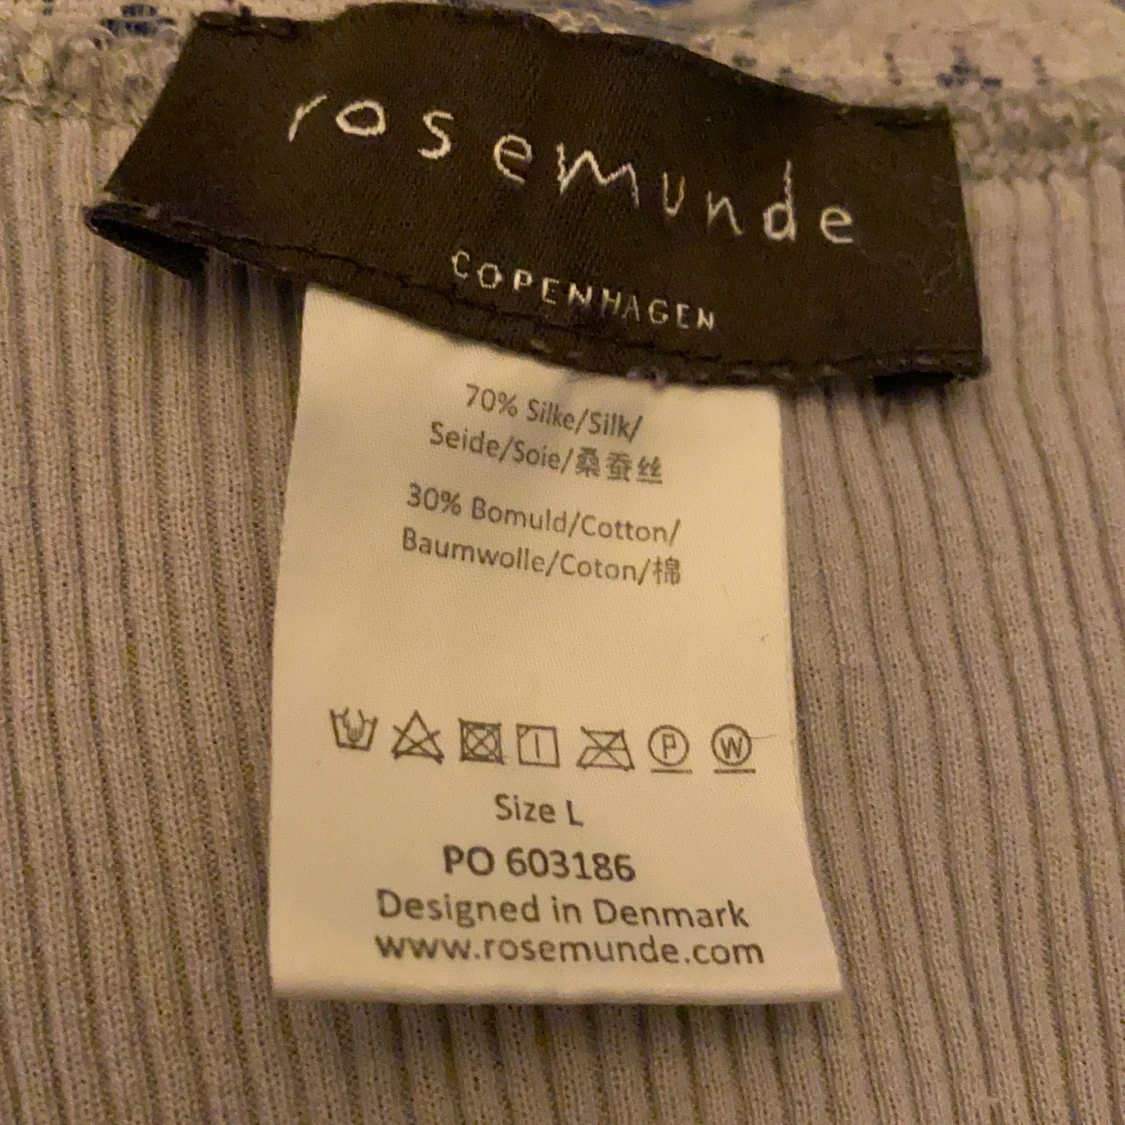 rosemunde
COPENHAGEN
70% Silke/Silk/
Seide/Soie/桑蚕丝
30% Bomuld/Cotton/
Baumwolle/Coton/棉
P W
Size L
PO 603186
Designed in Denmark
www.rosemunde.com